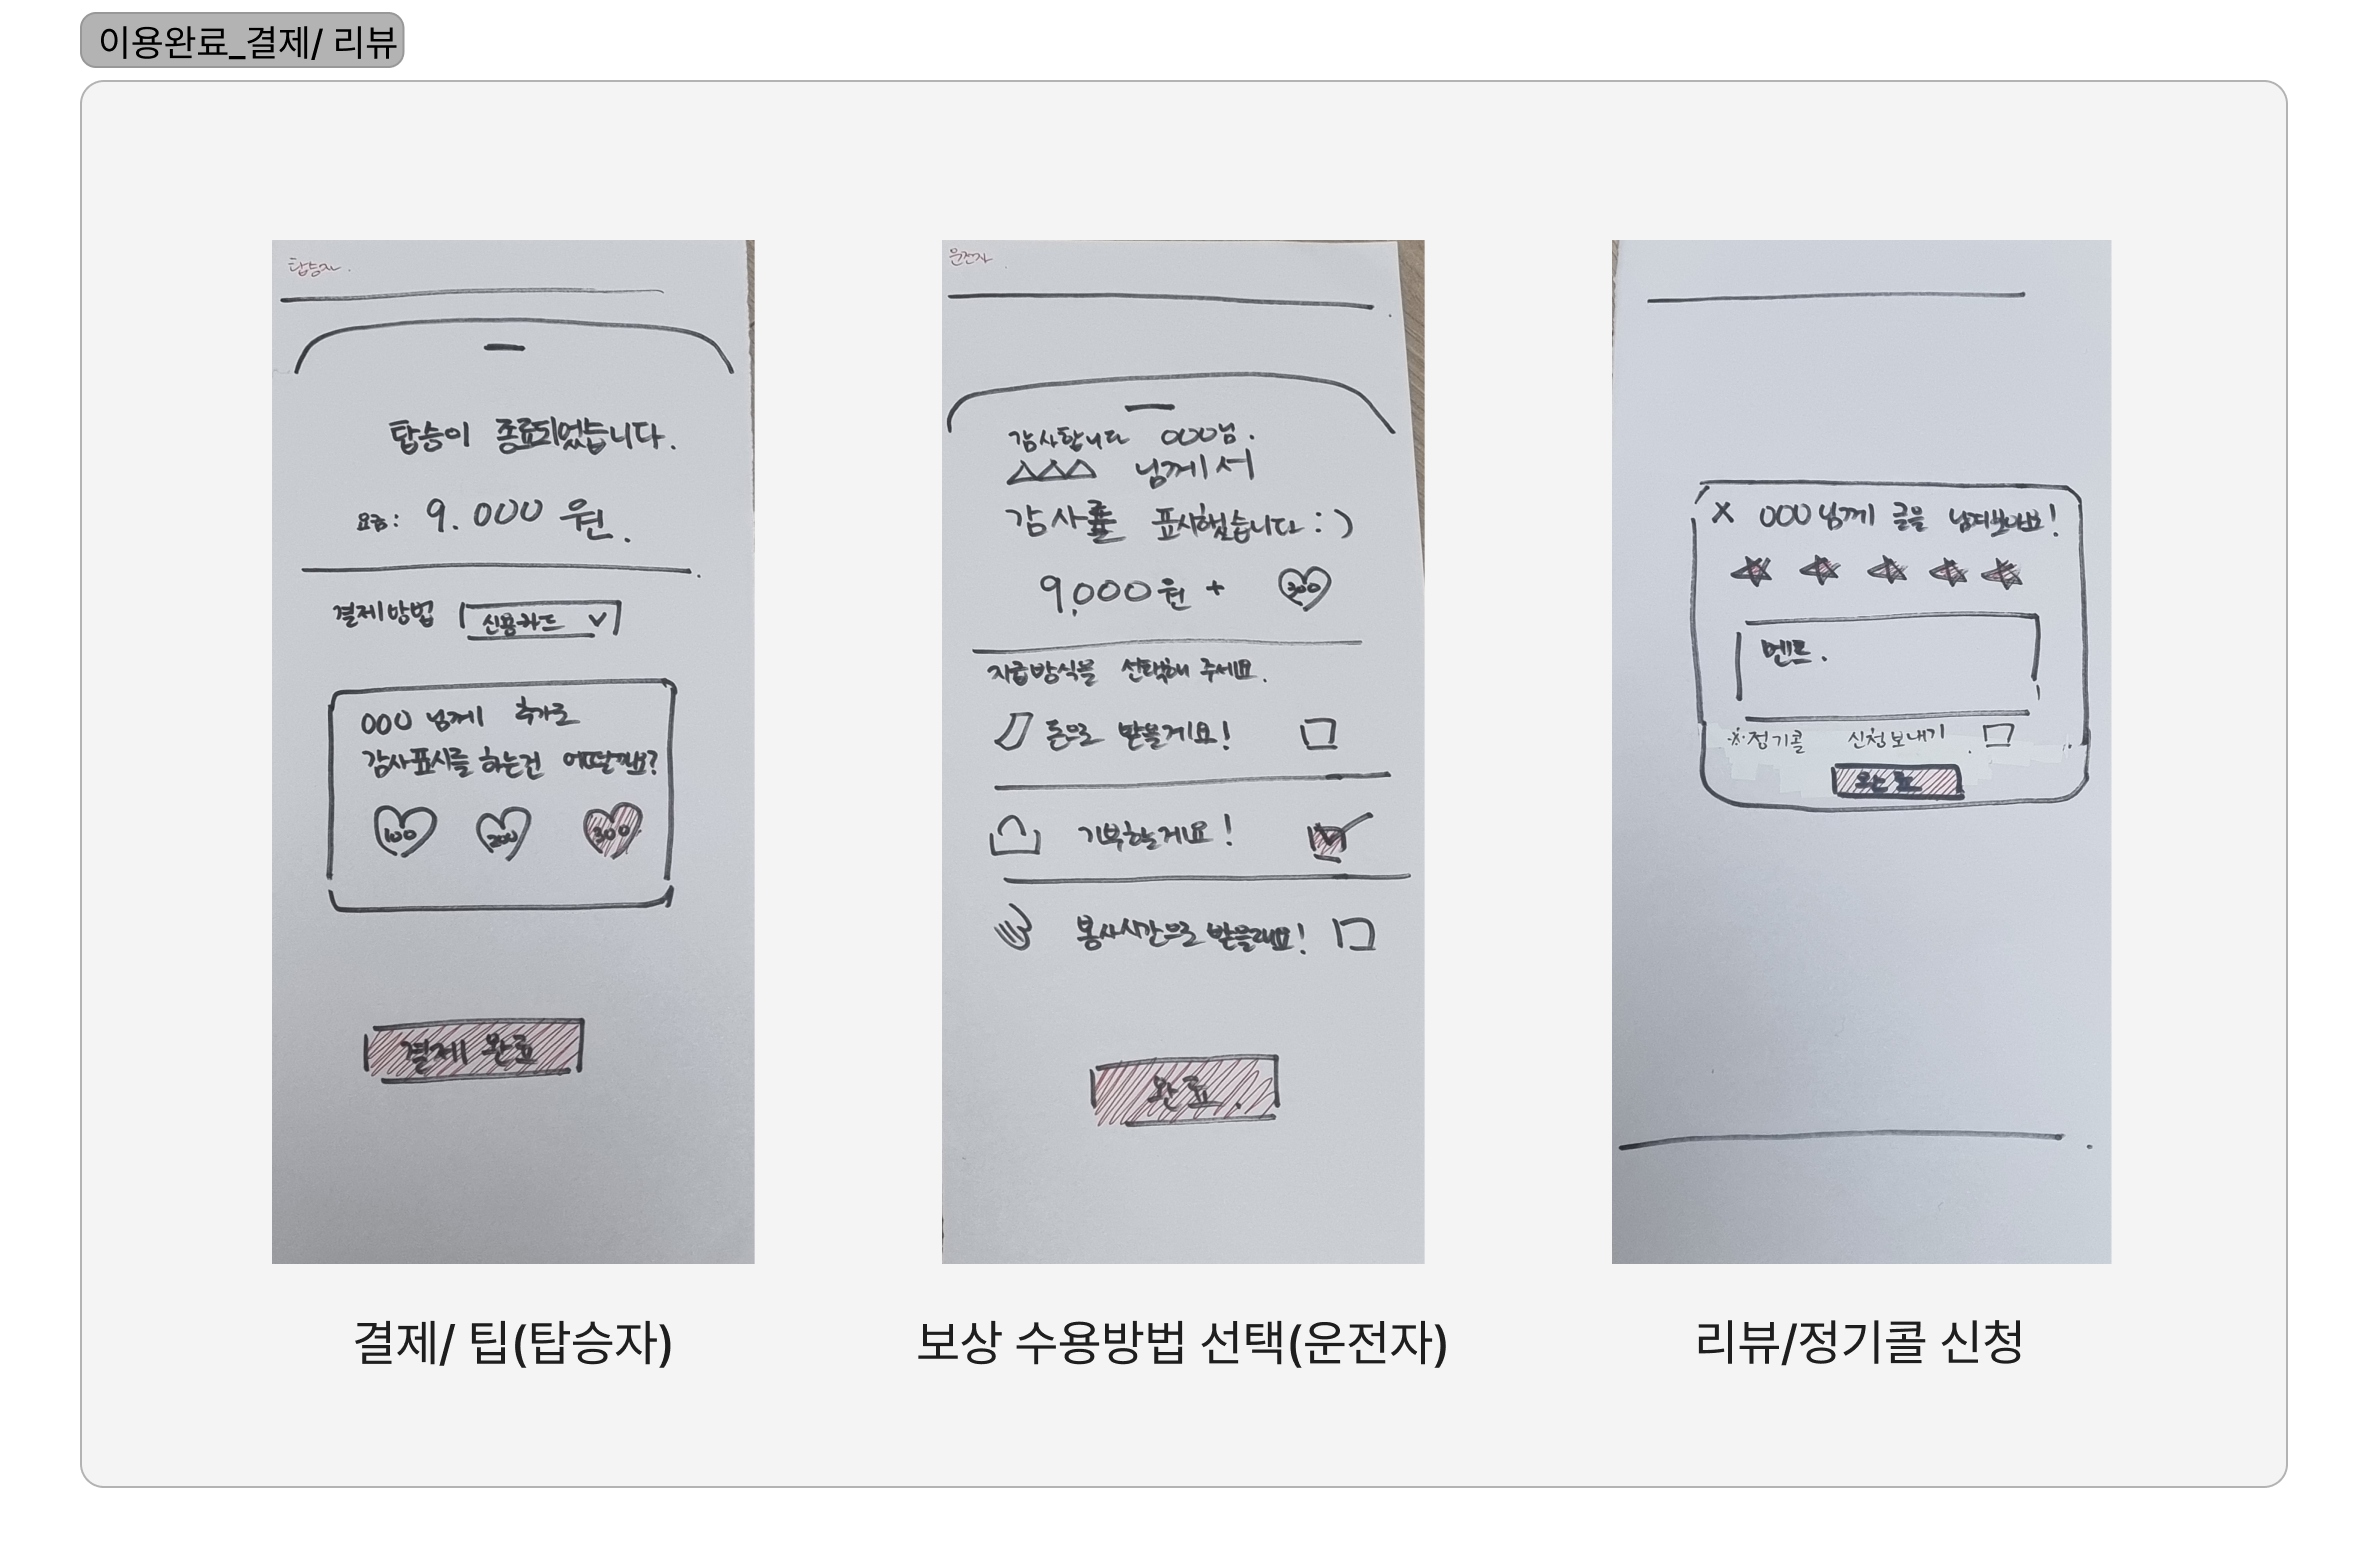 이용완료_결제/ 리뷰
탑승자.
탑승이 종료되었습니다.
요금: 9.000 원.
결제방법 신용카드
000 님께 추가로
감사표시를 하는건 어떨까요?
100 200 300
결제 완료
결제/ 팁(탑승자)
운전자
감사합니다 000님.
님께서
감사를 표시했습니다 :)
9,000원 + 300
지급방식을 선택해 주세요.
돈으로 받을게요!
기부할게요!
봉사시간으로 받을래요!
완료.
보상 수용방법 선택(운전자)
X 000님께 글을 남겨보세요!
멘트.
※정기콜 신청보내기
완료
리뷰/정기콜 신청